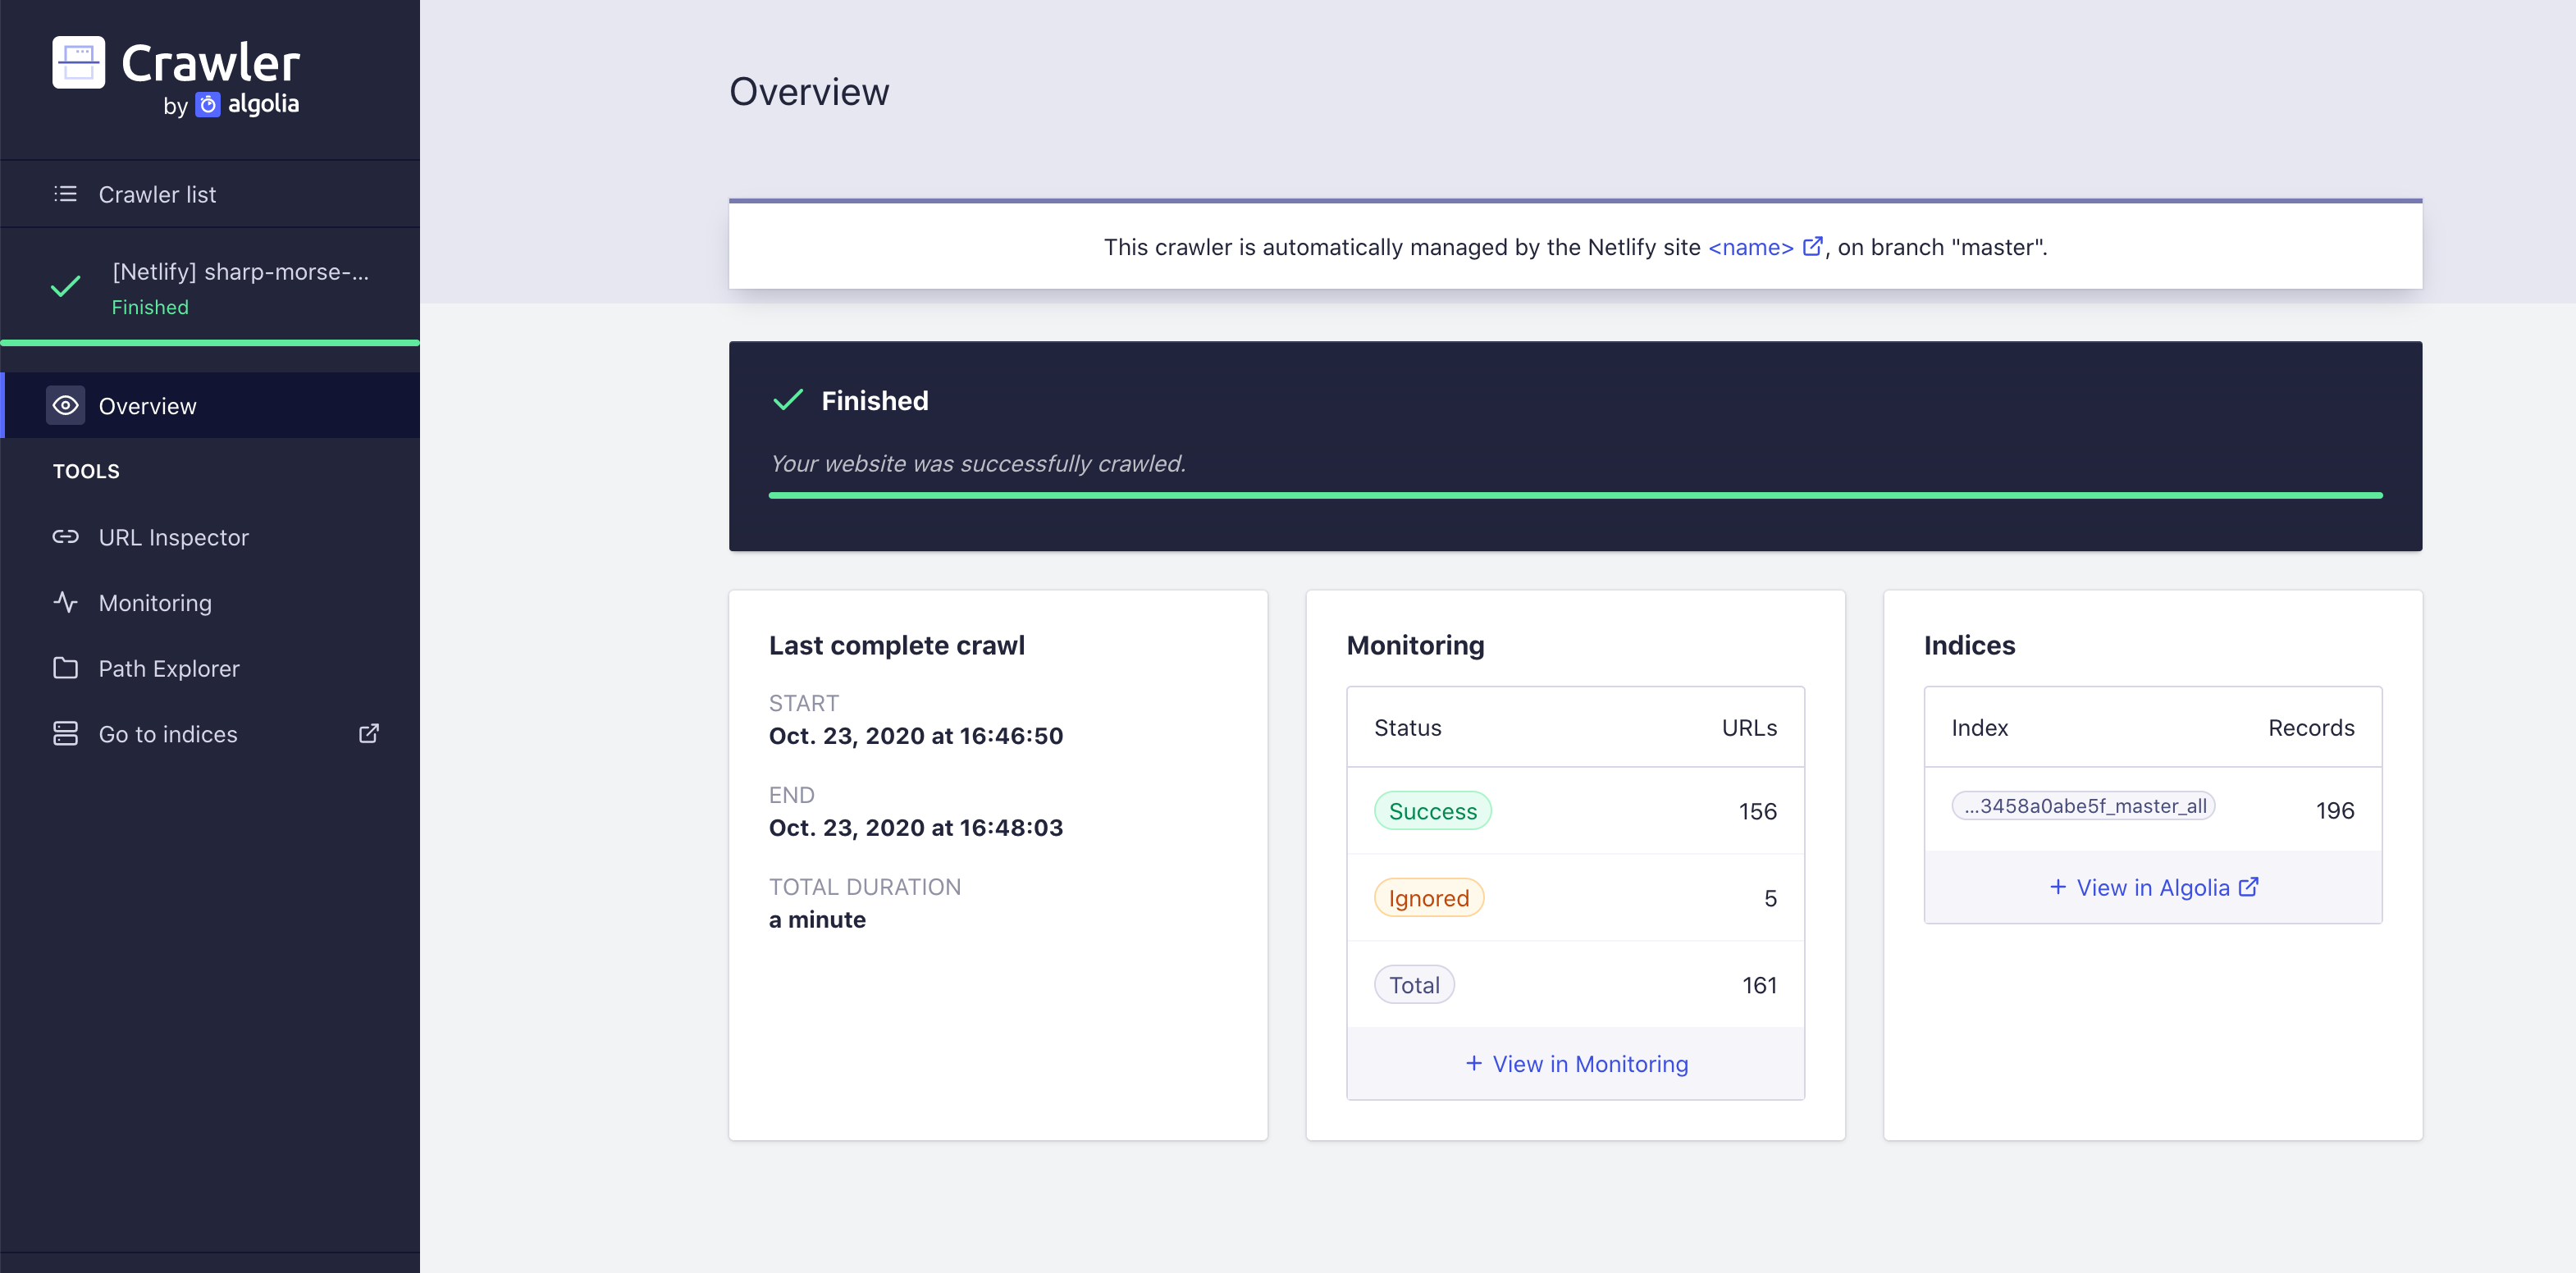 Crawler
by algolia
Crawler list
[Netlify] sharp-morse-...
Finished
Overview
TOOLS
URL Inspector
Monitoring
Path Explorer
Go to indices
Overview
This crawler is automatically managed by the Netlify site <name> , on branch "master".
Finished
Your website was successfully crawled.
Last complete crawl
START
Oct. 23, 2020 at 16:46:50
END
Oct. 23, 2020 at 16:48:03
TOTAL DURATION
a minute
Monitoring
Status URLs
Success 156
Ignored 5
Total 161
+ View in Monitoring
Indices
Index Records
...3458a0abe5f_master_all 196
+ View in Algolia